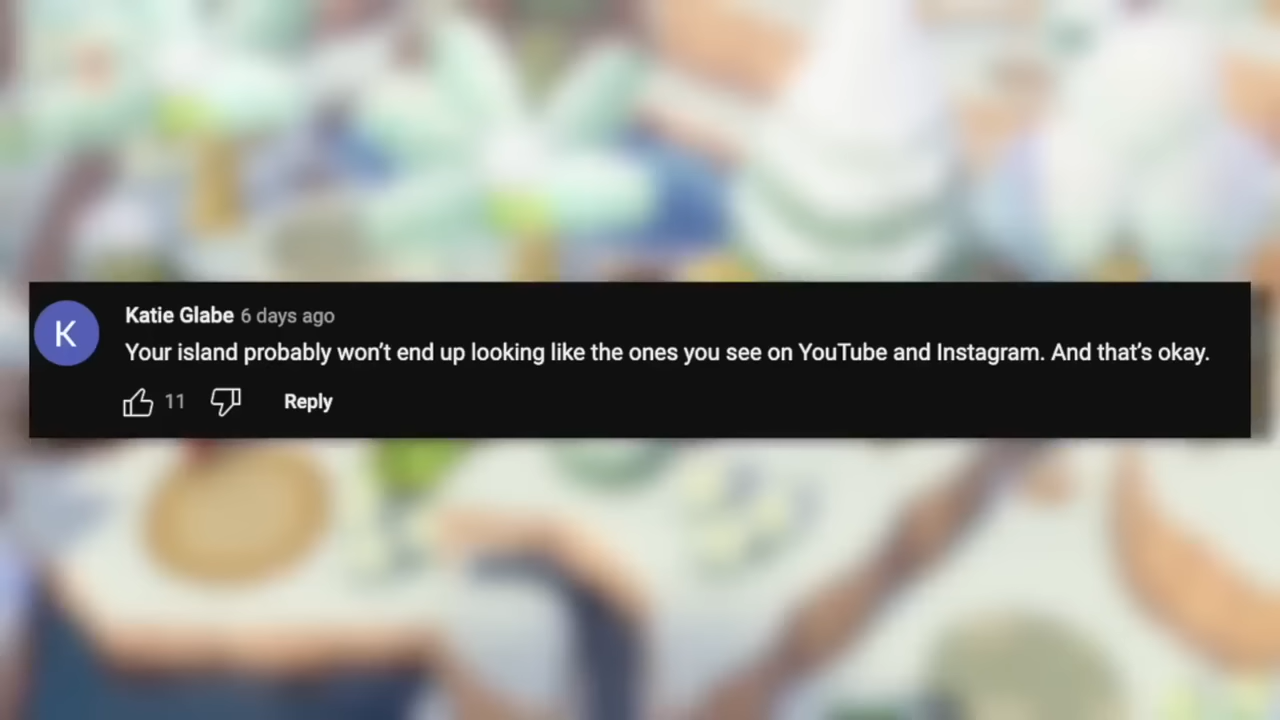 K
Katie Glabe 6 days ago
Your island probably won’t end up looking like the ones you see on YouTube and Instagram. And that’s okay.
11 Reply